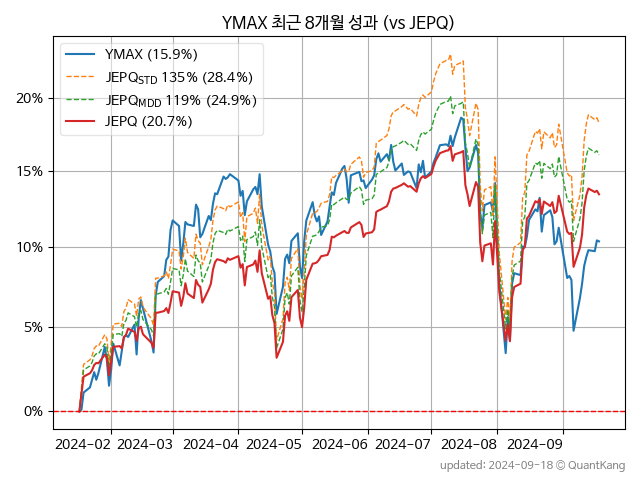 YMAX 최근 8개월 성과 (vs JEPQ)
YMAX (15.9%)
JEPQSTD 135% (28.4%)
JEPQMDD 119% (24.9%)
JEPQ (20.7%)
20%
15%
10%
5%
0%
2024-02 2024-03 2024-04 2024-05 2024-06 2024-07 2024-08 2024-09
updated: 2024-09-18 @ QuantKang